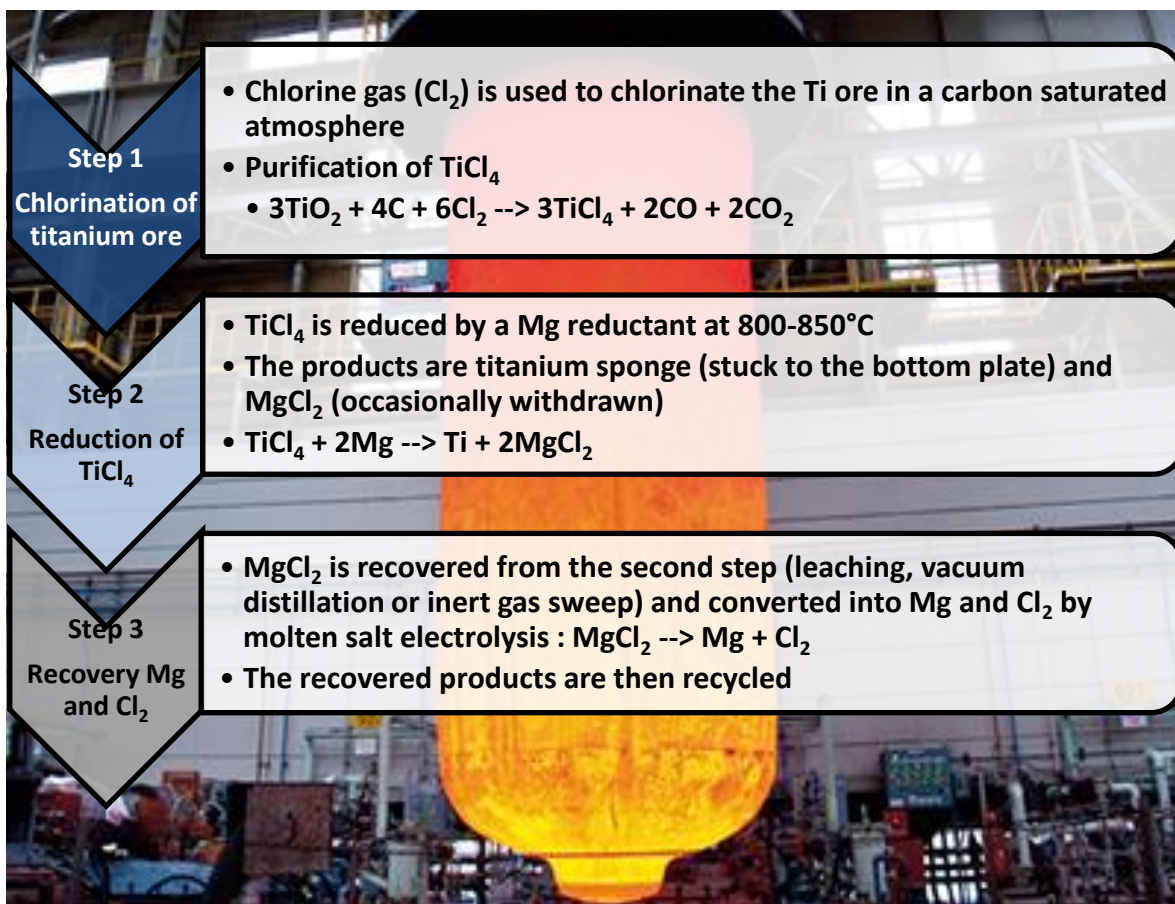 Step 1
Chlorination of
titanium ore
• Chlorine gas (Cl₂) is used to chlorinate the Ti ore in a carbon saturated
atmosphere
• Purification of TiCl₄
• 3TiO₂ + 4C + 6Cl₂ --> 3TiCl₄ + 2CO + 2CO₂
Step 2
Reduction of
TiCl₄
• TiCl₄ is reduced by a Mg reductant at 800-850°C
• The products are titanium sponge (stuck to the bottom plate) and
MgCl₂ (occasionally withdrawn)
• TiCl₄ + 2Mg --> Ti + 2MgCl₂
Step 3
Recovery Mg
and Cl₂
• MgCl₂ is recovered from the second step (leaching, vacuum
distillation or inert gas sweep) and converted into Mg and Cl₂ by
molten salt electrolysis : MgCl₂ --> Mg + Cl₂
• The recovered products are then recycled